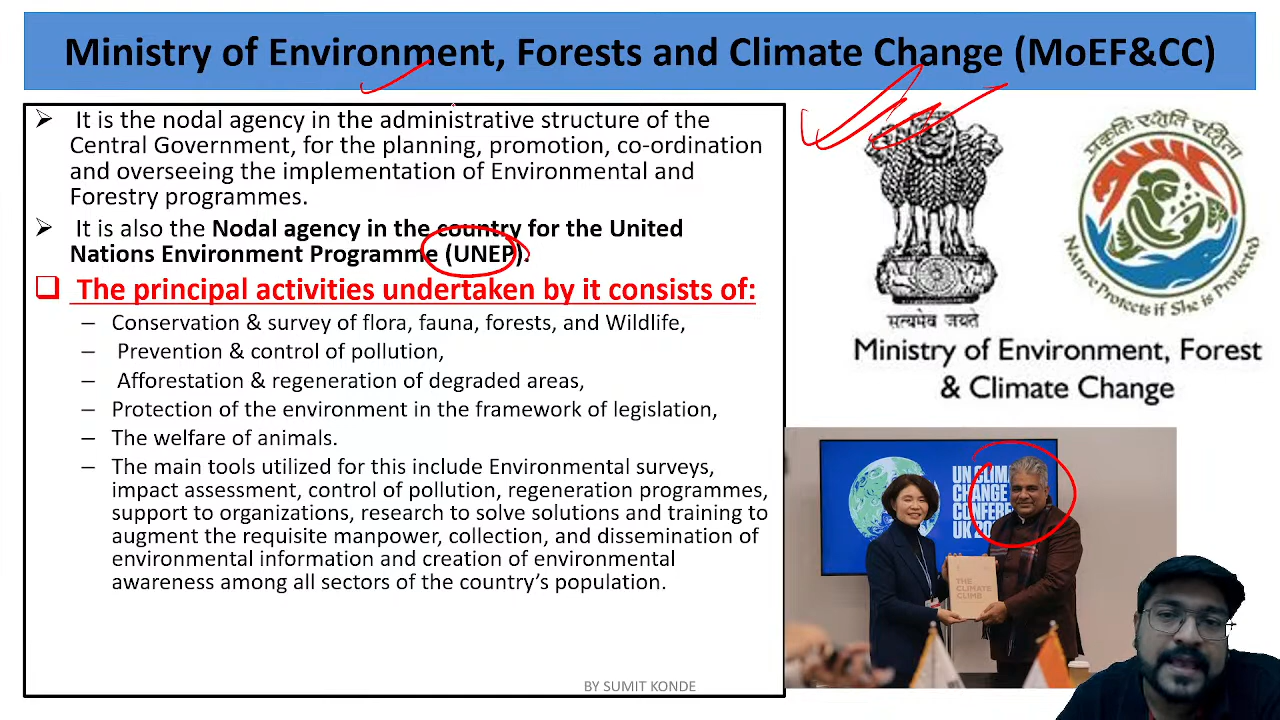 Ministry of Environment, Forests and Climate Change (MoEF&CC)
It is the nodal agency in the administrative structure of the
Central Government, for the planning, promotion, co-ordination
and overseeing the implementation of Environmental and
Forestry programmes.
It is also the Nodal agency in the country for the United
Nations Environment Programme (UNEP).
The principal activities undertaken by it consists of:
– Conservation & survey of flora, fauna, forests, and Wildlife,
– Prevention & control of pollution,
– Afforestation & regeneration of degraded areas,
– Protection of the environment in the framework of legislation,
– The welfare of animals.
– The main tools utilized for this include Environmental surveys,
impact assessment, control of pollution, regeneration programmes,
support to organizations, research to solve solutions and training to
augment the requisite manpower, collection, and dissemination of
environmental information and creation of environmental
awareness among all sectors of the country's population.
BY SUMIT KONDE
सत्यमेव जयते
प्रकृतिः रक्षति रक्षिता
Nature Protects if She is Protected
Ministry of Environment, Forest
& Climate Change
UN CLIM
CHANGE
CONFE
UK 20
THE
CLIMATE
CLIMB